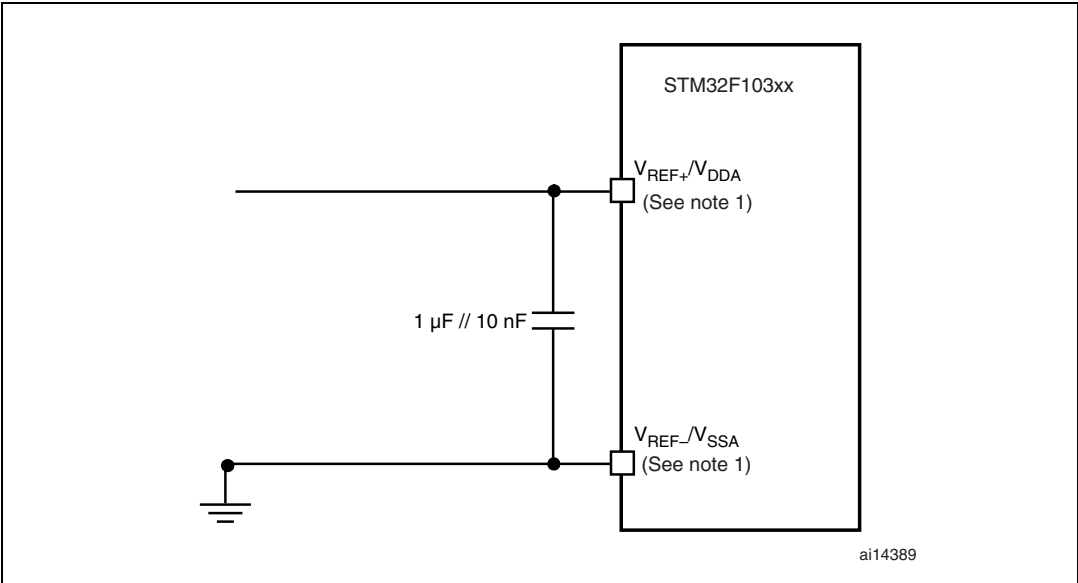 STM32F103xx
VREF+/VDDA
(See note 1)
1 µF // 10 nF
VREF–/VSSA
(See note 1)
ai14389